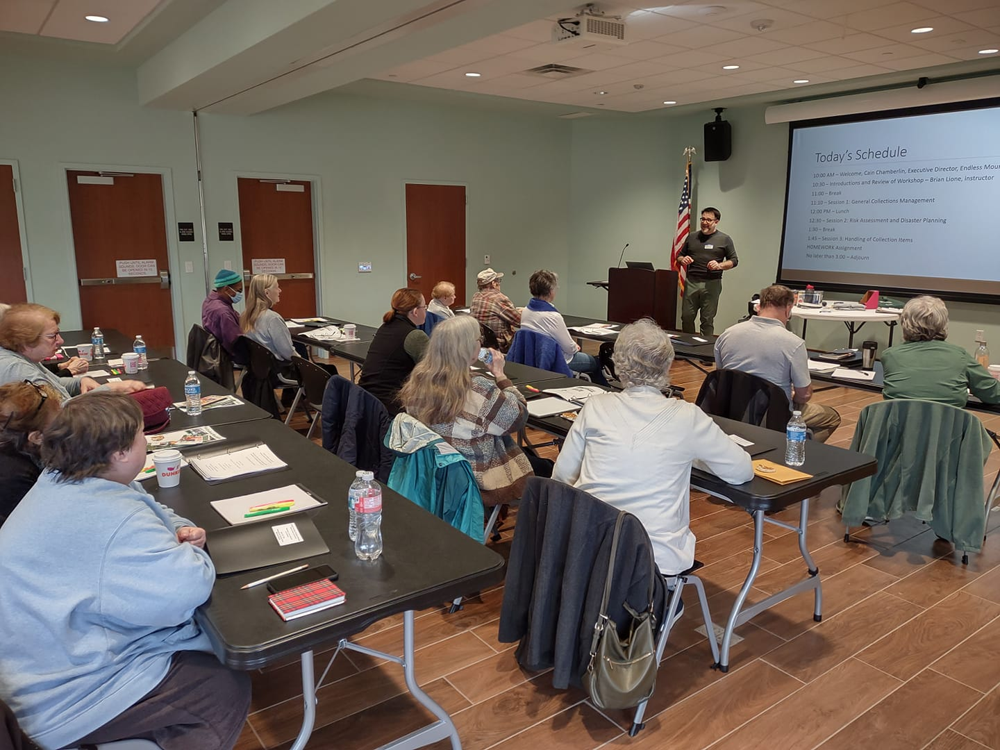 Today's Schedule
10:00 AM – Welcome, Cain Chamberlin, Executive Director, Endless Moun
10:30 – Introductions and Review of Workshop – Brian Lione, Instructor
11:00 – Break
11:10 – Session 1: General Collections Management
12:00 PM – Lunch
12:30 – Session 2: Risk Assessment and Disaster Planning
1:30 – Break
1:45 – Session 3: Handling of Collection Items
HOMEWORK Assignment
No later than 3:00 – Adjourn
PUSH UNTIL ALARM
SOUNDS, DOOR CAN
BE OPENED IN 15
SECONDS.
PUSH UNTIL ALARM
SOUNDS, DOOR CAN
BE OPENED IN 15
SECONDS.
DUNKIN'